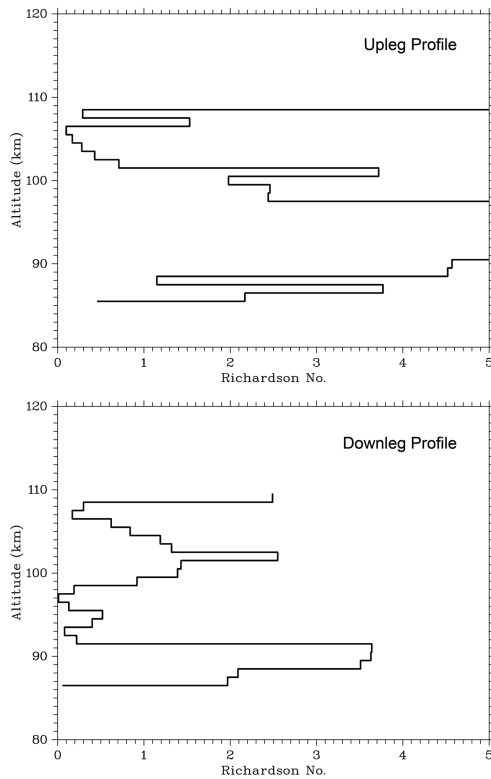 120
Upleg Profile
110
Altitude (km)
100
90
80
0 1 2 3 4 5
Richardson No.
120
Downleg Profile
110
Altitude (km)
100
90
80
0 1 2 3 4 5
Richardson No.